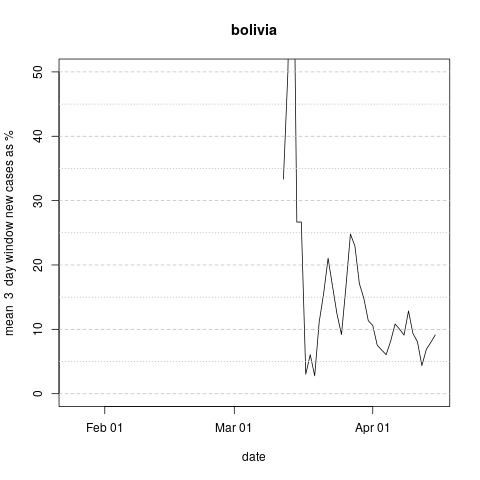 bolivia
mean 3 day window new cases as %
50
40
30
20
10
0
Feb 01
Mar 01
Apr 01
date